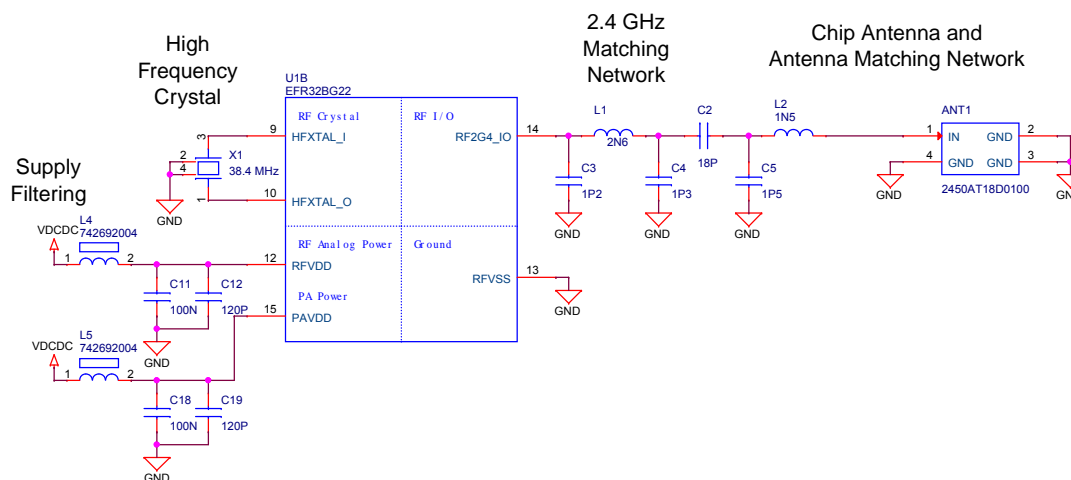 High
Frequency
Crystal
2.4 GHz
Matching
Network
Chip Antenna and
Antenna Matching Network
Supply
Filtering
U1B
EFR32BG22
RF Crystal
RF I/O
HFXTAL_I
HFXTAL_O
RF2G4_IO
RF Analog Power
Ground
RFVDD
PA Power
PAVDD
RFVSS
9
10
12
15
14
13
3
2
4
1
X1
38.4 MHz
GND
VDCDC
L4
742692004
1
2
C11
100N
C12
120P
GND
VDCDC
L5
742692004
1
2
C18
100N
C19
120P
GND
GND
L1
2N6
C3
1P2
GND
C4
1P3
GND
C2
18P
C5
1P5
GND
L2
1N5
ANT1
1
IN
GND
2
4
GND
GND
3
2450AT18D0100
GND
GND